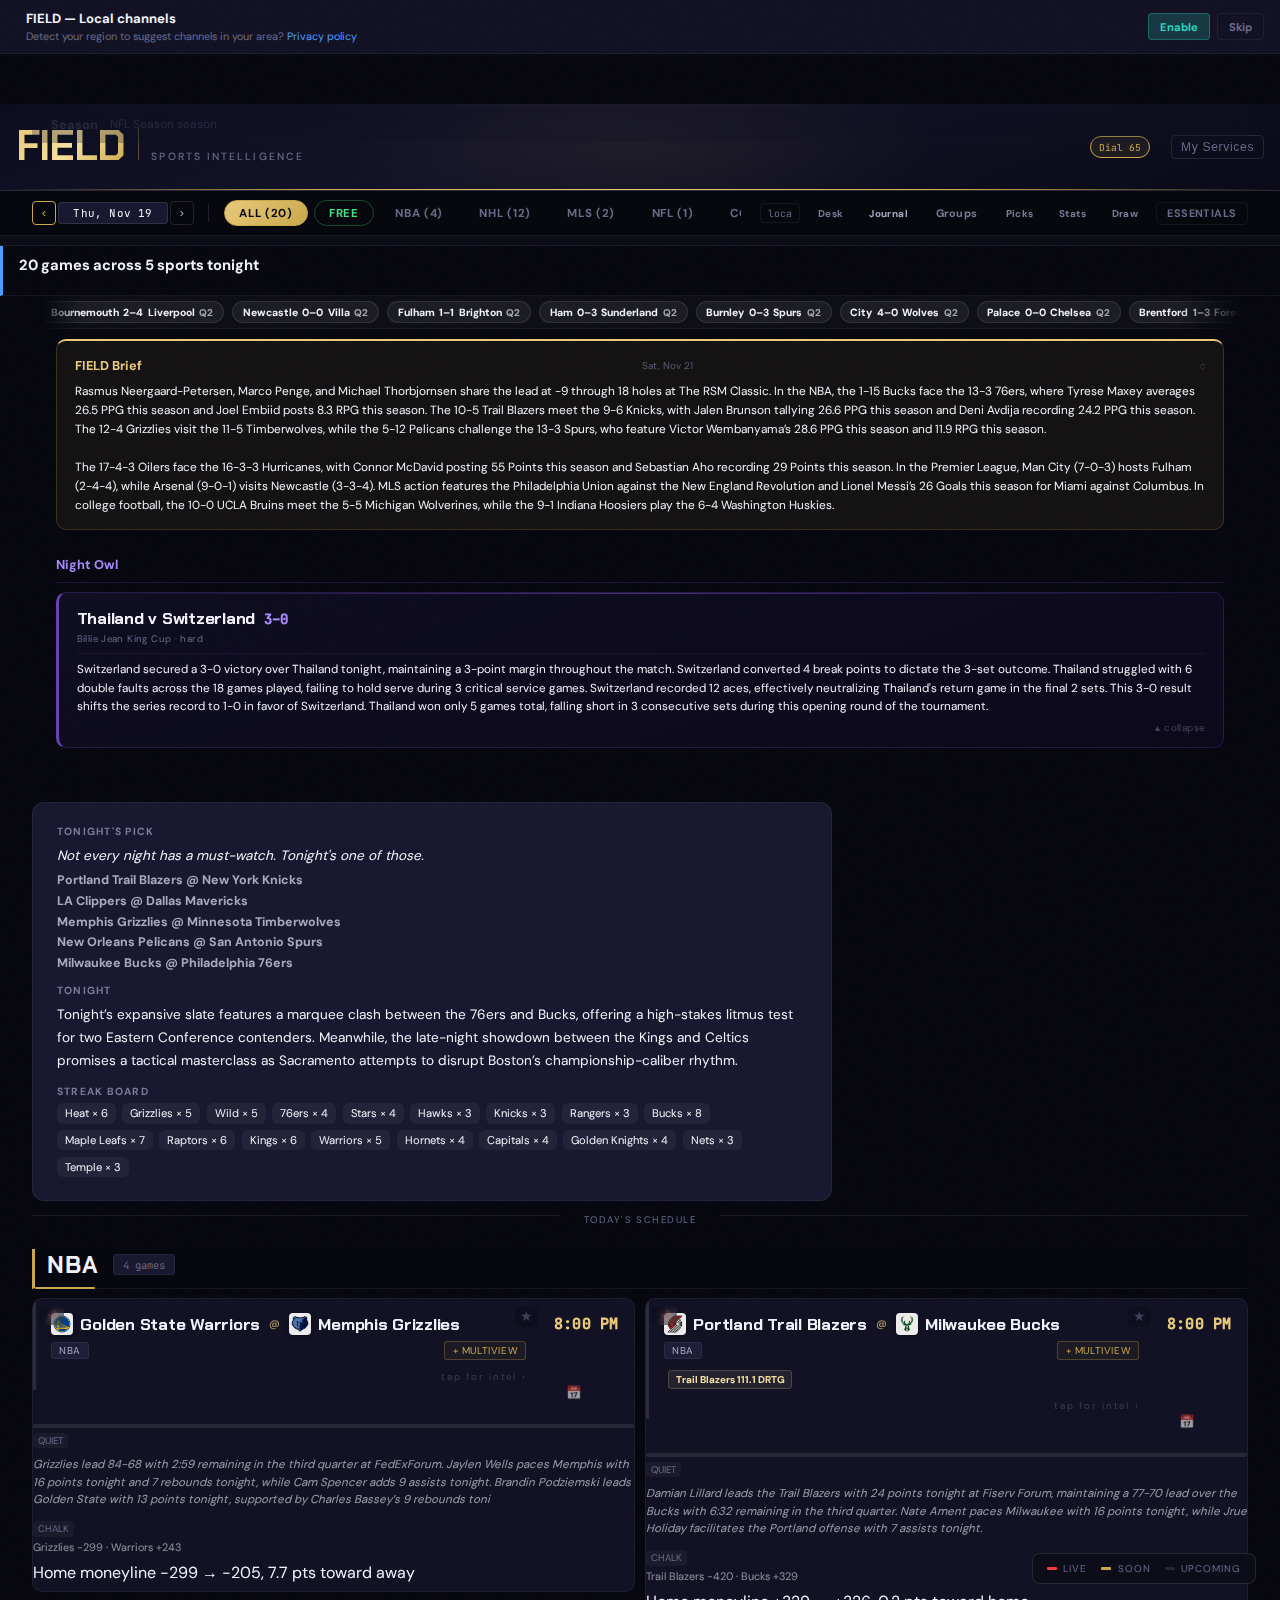 FIELD — Local channels
Detect your region to suggest channels in your area? Privacy policy
Enable
Skip
Season NFL Season season
FIELD
SPORTS INTELLIGENCE
Dial 65
My Services
‹ Thu, Nov 19 ›
ALL (20)
FREE
NBA (4)
NHL (12)
MLS (2)
NFL (1)
loca
Desk
Journal
Groups
Picks
Stats
Draw
ESSENTIALS
20 games across 5 sports tonight
Bournemouth 2–4 Liverpool Q2
Newcastle 0–0 Villa Q2
Fulham 1–1 Brighton Q2
Ham 0–3 Sunderland Q2
Burnley 0–3 Spurs Q2
City 4–0 Wolves Q2
Palace 0–0 Chelsea Q2
Brentford 1–3 Fore
FIELD Brief
Sat, Nov 21
Rasmus Neergaard-Petersen, Marco Penge, and Michael Thorbjornsen share the lead at -9 through 18 holes at The RSM Classic. In the NBA, the 1-15 Bucks face the 13-3 76ers, where Tyrese Maxey averages
26.5 PPG this season and Joel Embiid posts 8.3 RPG this season. The 10-5 Trail Blazers meet the 9-6 Knicks, with Jalen Brunson tallying 26.6 PPG this season and Deni Avdija recording 24.2 PPG this season.
The 12-4 Grizzlies visit the 11-5 Timberwolves, while the 5-12 Pelicans challenge the 13-3 Spurs, who feature Victor Wembanyama's 28.6 PPG this season and 11.9 RPG this season.
The 17-4-3 Oilers face the 16-3-3 Hurricanes, with Connor McDavid posting 55 Points this season and Sebastian Aho recording 29 Points this season. In the Premier League, Man City (7-0-3) hosts Fulham
(2-4-4), while Arsenal (9-0-1) visits Newcastle (3-3-4). MLS action features the Philadelphia Union against the New England Revolution and Lionel Messi's 26 Goals this season for Miami against Columbus. In
college football, the 10-0 UCLA Bruins meet the 5-5 Michigan Wolverines, while the 9-1 Indiana Hoosiers play the 6-4 Washington Huskies.
Night Owl
Thailand v Switzerland 3–0
Billie Jean King Cup · hard
Switzerland secured a 3-0 victory over Thailand tonight, maintaining a 3-point margin throughout the match. Switzerland converted 4 break points to dictate the 3-set outcome. Thailand struggled with 6
double faults across the 18 games played, failing to hold serve during 3 critical service games. Switzerland recorded 12 aces, effectively neutralizing Thailand's return game in the final 2 sets. This 3-0 result
shifts the series record to 1-0 in favor of Switzerland. Thailand won only 5 games total, falling short in 3 consecutive sets during this opening round of the tournament.
▴ collapse
TONIGHT'S PICK
Not every night has a must-watch. Tonight's one of those.
Portland Trail Blazers @ New York Knicks
LA Clippers @ Dallas Mavericks
Memphis Grizzlies @ Minnesota Timberwolves
New Orleans Pelicans @ San Antonio Spurs
Milwaukee Bucks @ Philadelphia 76ers
TONIGHT
Tonight's expansive slate features a marquee clash between the 76ers and Bucks, offering a high-stakes litmus test
for two Eastern Conference contenders. Meanwhile, the late-night showdown between the Kings and Celtics
promises a tactical masterclass as Sacramento attempts to disrupt Boston's championship-caliber rhythm.
STREAK BOARD
Heat × 6
Grizzlies × 5
Wild × 5
76ers × 4
Stars × 4
Hawks × 3
Knicks × 3
Rangers × 3
Bucks × 8
Maple Leafs × 7
Raptors × 6
Kings × 6
Warriors × 5
Hornets × 4
Capitals × 4
Golden Knights × 4
Nets × 3
Temple × 3
TODAY'S SCHEDULE
NBA
4 games
Golden State Warriors @ Memphis Grizzlies
★
8:00 PM
NBA
+ MULTIVIEW
tap for intel ›
QUIET
Grizzlies lead 84-68 with 2:59 remaining in the third quarter at FedExForum. Jaylen Wells paces Memphis with
16 points tonight and 7 rebounds tonight, while Cam Spencer adds 9 assists tonight. Brandin Podziemski leads
Golden State with 13 points tonight, supported by Charles Bassey's 9 rebounds toni
CHALK
Grizzlies -299 · Warriors +243
Home moneyline -299 → -205, 7.7 pts toward away
Portland Trail Blazers @ Milwaukee Bucks
★
8:00 PM
NBA
+ MULTIVIEW
Trail Blazers 111.1 DRTG
tap for intel ›
QUIET
Damian Lillard leads the Trail Blazers with 24 points tonight at Fiserv Forum, maintaining a 77-70 lead over the
Bucks with 6:32 remaining in the third quarter. Nate Ament paces Milwaukee with 16 points tonight, while Jrue
Holiday facilitates the Portland offense with 7 assists tonight.
CHALK
Trail Blazers -420 · Bucks +329
LIVE
SOON
UPCOMING